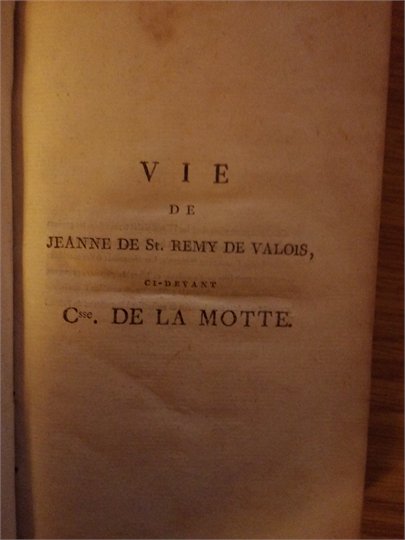 VIE
DE
JEANNE DE St. REMY DE VALOIS,
CI-DEVANT
Csse. DE LA MOTTE.